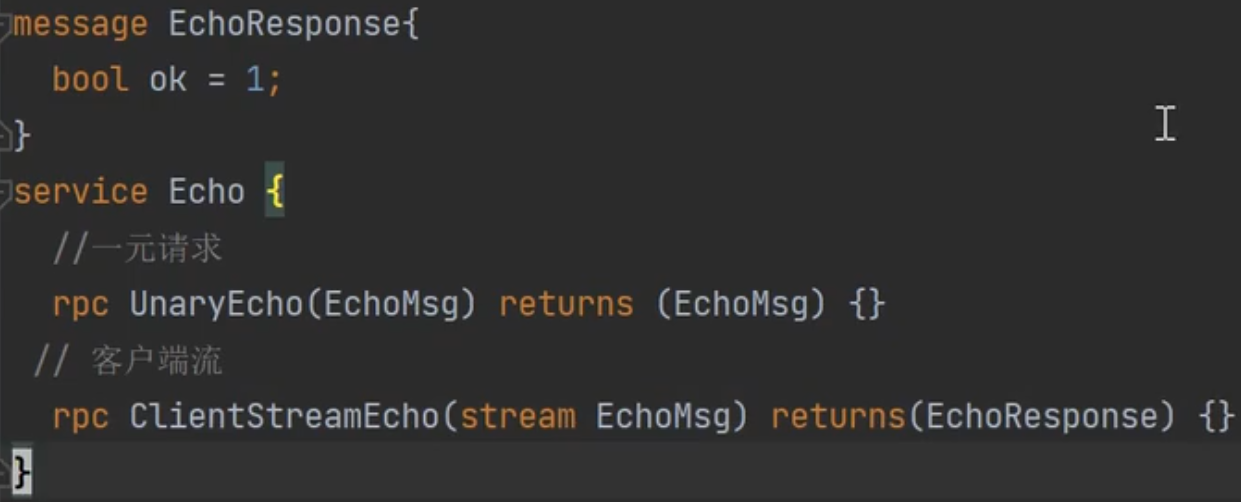 message EchoResponse{
  bool ok = 1;
}
service Echo {
  //一元请求
  rpc UnaryEcho(EchoMsg) returns (EchoMsg) {}
 // 客户端流
  rpc ClientStreamEcho(stream EchoMsg) returns(EchoResponse) {}
}